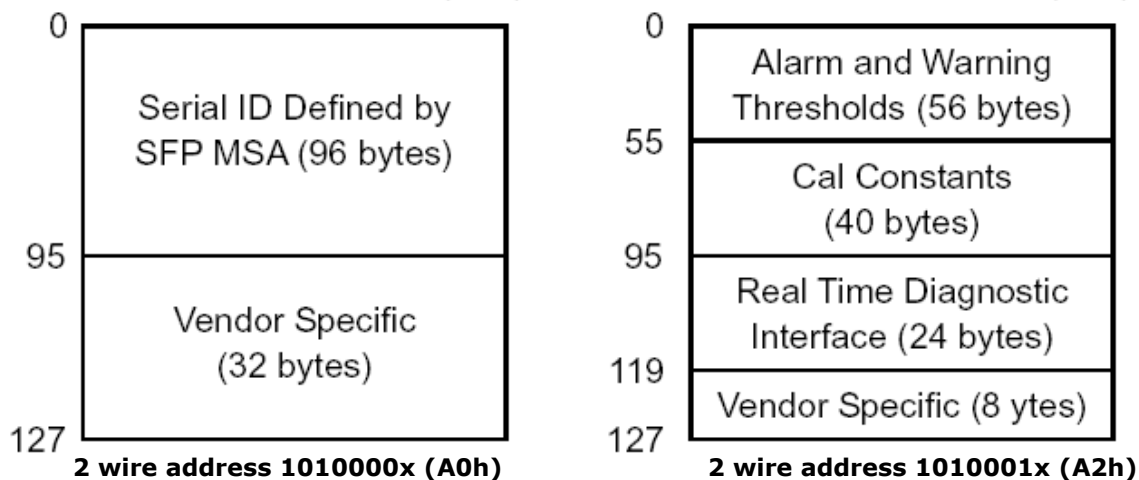 0
Serial ID Defined by
SFP MSA (96 bytes)
95
Vendor Specific
(32 bytes)
127
2 wire address 1010000x (A0h)
0
Alarm and Warning
Thresholds (56 bytes)
55
Cal Constants
(40 bytes)
95
Real Time Diagnostic
Interface (24 bytes)
119
Vendor Specific (8 ytes)
127
2 wire address 1010001x (A2h)